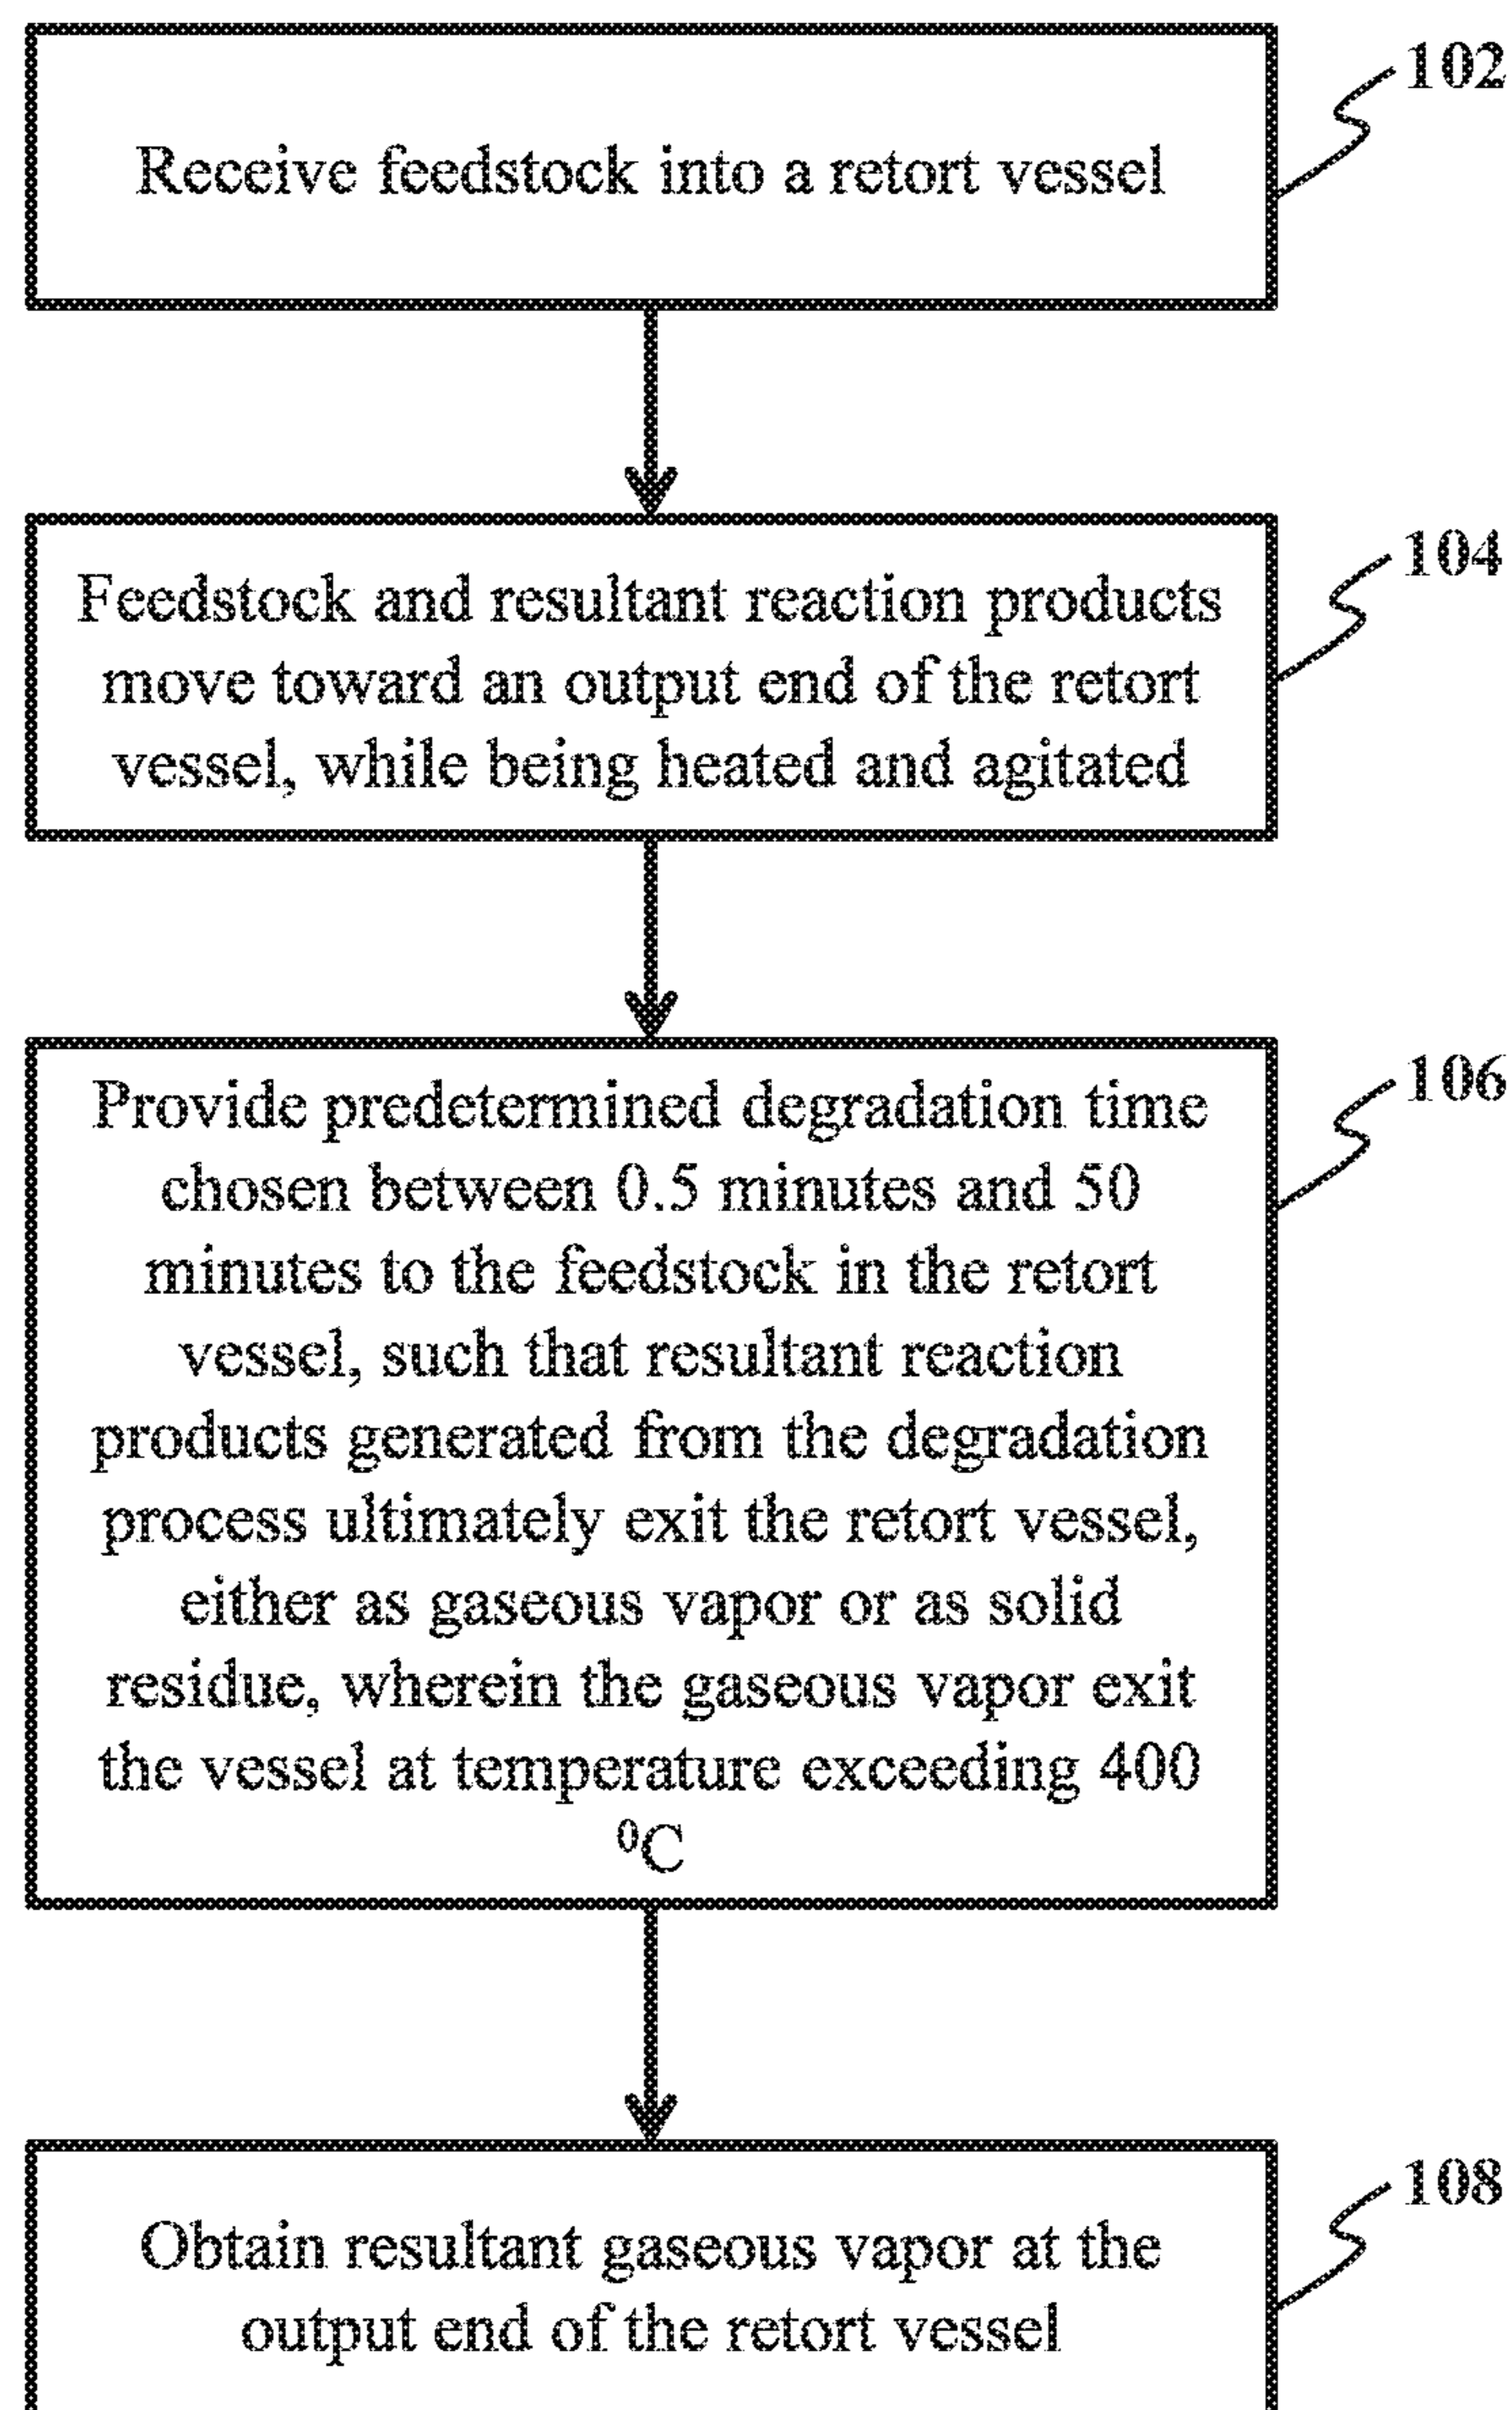 102
Receive feedstock into a retort vessel
104
Feedstock and resultant reaction products
move toward an output end of the retort
vessel, while being heated and agitated
106
Provide predetermined degradation time
chosen between 0.5 minutes and 50
minutes to the feedstock in the retort
vessel, such that resultant reaction
products generated from the degradation
process ultimately exit the retort vessel,
either as gaseous vapor or as solid
residue, wherein the gaseous vapor exit
the vessel at temperature exceeding 400
⁰C
108
Obtain resultant gaseous vapor at the
output end of the retort vessel